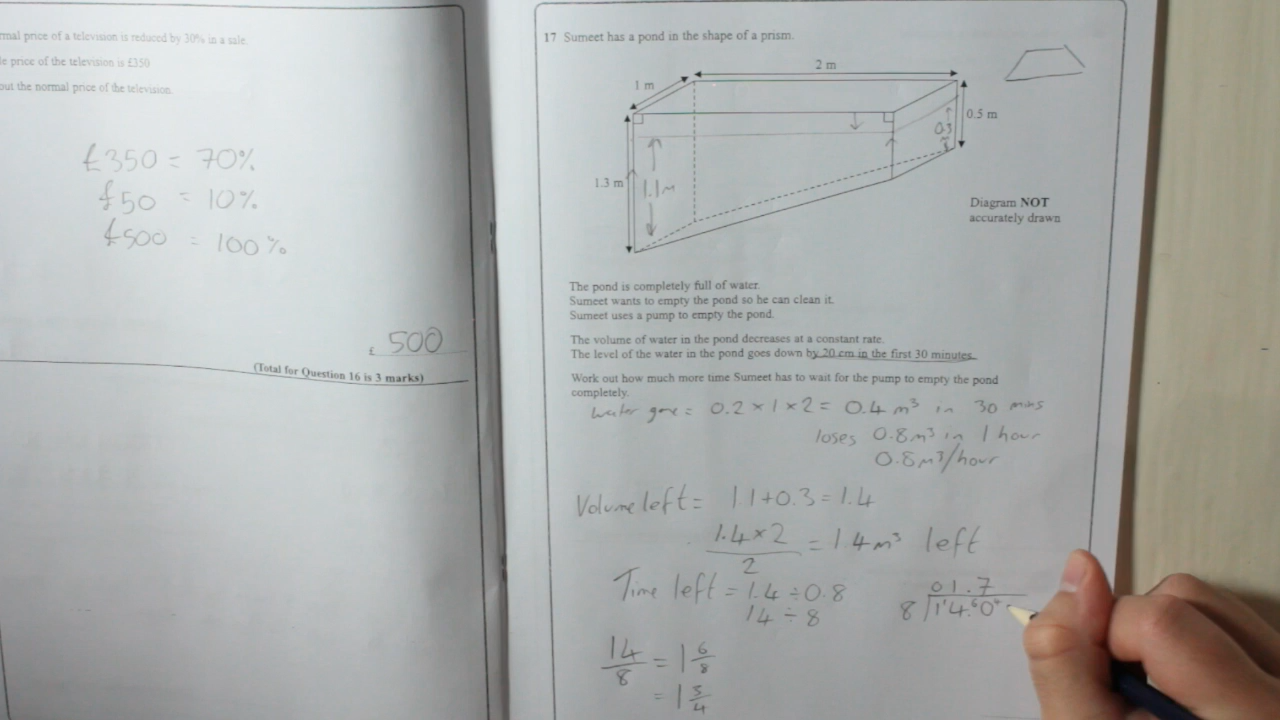 rmal price of a television is reduced by 30% in a sale.
le price of the television is £350
out the normal price of the television.
£350 = 70%
£50 = 10%
£500 = 100%
£ 500
(Total for Question 16 is 3 marks)
17 Sumeet has a pond in the shape of a prism.
2 m
1 m
0.5 m
0.3
1.3 m
1.1m
Diagram NOT
accurately drawn
The pond is completely full of water.
Sumeet wants to empty the pond so he can clean it.
Sumeet uses a pump to empty the pond.
The volume of water in the pond decreases at a constant rate.
The level of the water in the pond goes down by 20 cm in the first 30 minutes.
Work out how much more time Sumeet has to wait for the pump to empty the pond
completely.
Water gone = 0.2 × 1 × 2 = 0.4 m³ in 30 mins
loses 0.8m³ in 1 hour
0.8m³/hour
Volume left = 1.1+0.3 = 1.4
1.4 × 2
2
= 1.4m³ left
Time left = 1.4 ÷ 0.8
14 ÷ 8
01.7
8 14.0
14/8 = 1 6/8
= 1 3/4